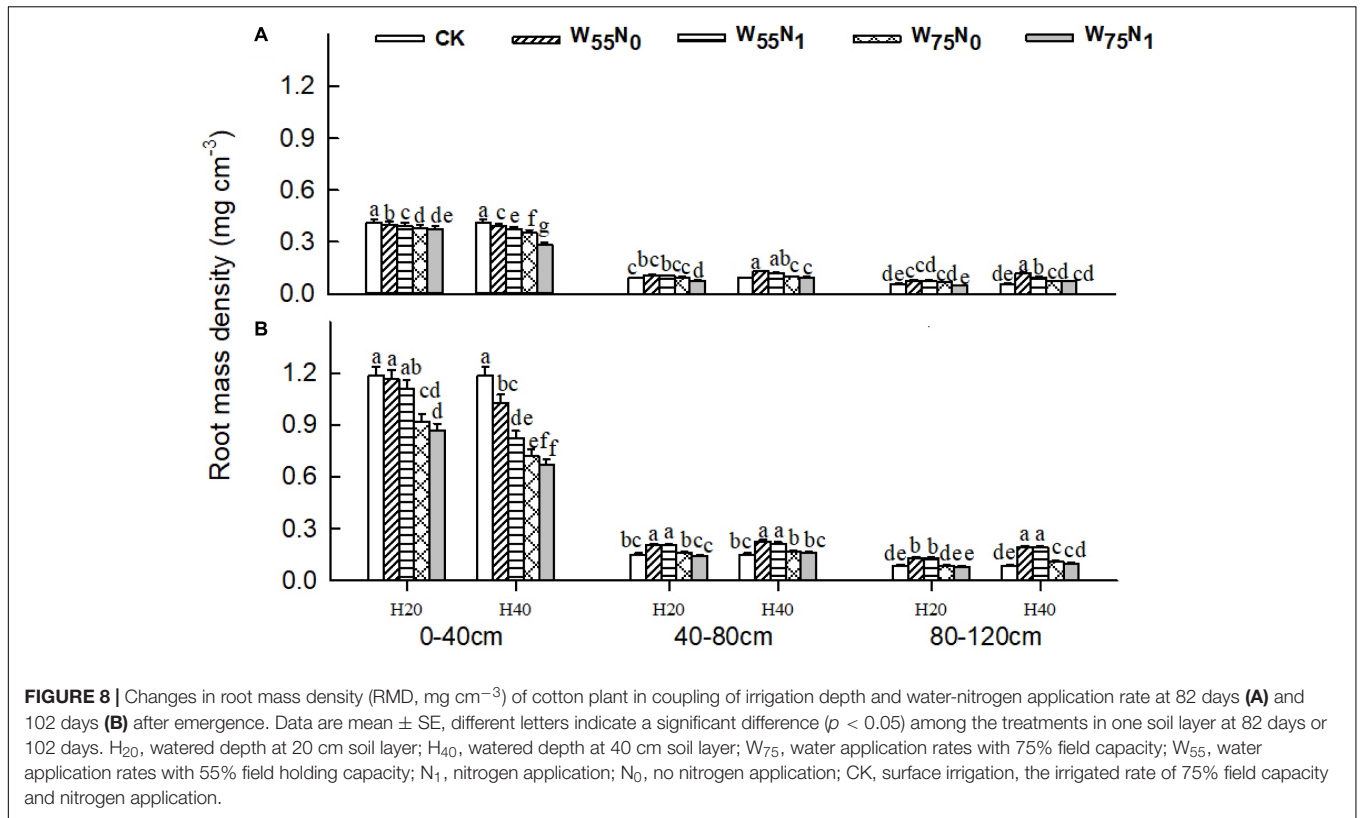 A
CK W₅₅N₀ W₅₅N₁ W₇₅N₀ W₇₅N₁
Root mass density (mg cm⁻³)
1.2
0.9
0.6
0.3
0.0
a b c d de
a c e f g
c bc bc c d
a ab c c
de c cd cd e
de a b cd cd
B
1.2
0.9
0.6
0.3
0.0
a a ab cd d
a bc de ef f
bc a a bc c
bc a a b bc
de b b de e
de a a c cd
H20 H40 H20 H40 H20 H40
0-40cm 40-80cm 80-120cm
FIGURE 8 | Changes in root mass density (RMD, mg cm⁻³) of cotton plant in coupling of irrigation depth and water-nitrogen application rate at 82 days (A) and
102 days (B) after emergence. Data are mean ± SE, different letters indicate a significant difference (p < 0.05) among the treatments in one soil layer at 82 days or
102 days. H₂₀, watered depth at 20 cm soil layer; H₄₀, watered depth at 40 cm soil layer; W₇₅, water application rates with 75% field capacity; W₅₅, water
application rates with 55% field holding capacity; N₁, nitrogen application; N₀, no nitrogen application; CK, surface irrigation, the irrigated rate of 75% field capacity
and nitrogen application.